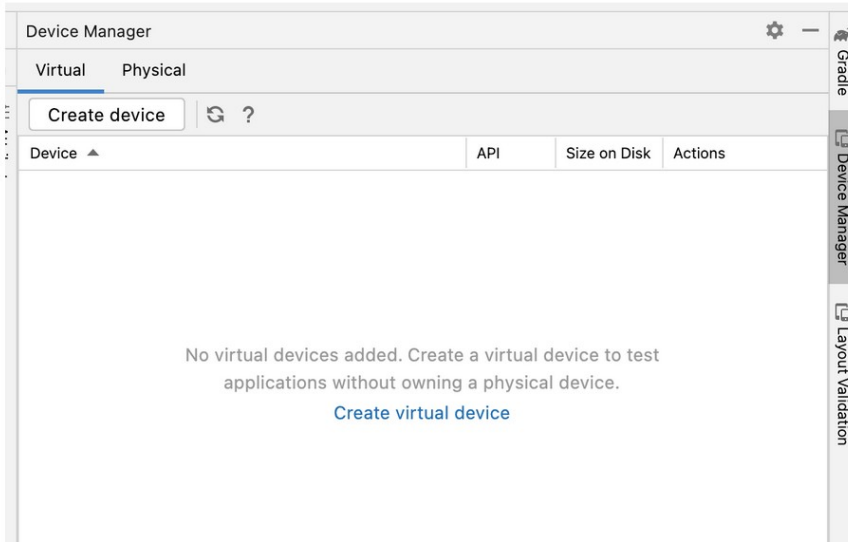 Device Manager
Virtual Physical
Create device ?
Device API Size on Disk Actions
No virtual devices added. Create a virtual device to test
applications without owning a physical device.
Create virtual device
Gradle
Device Manager
Layout Validation